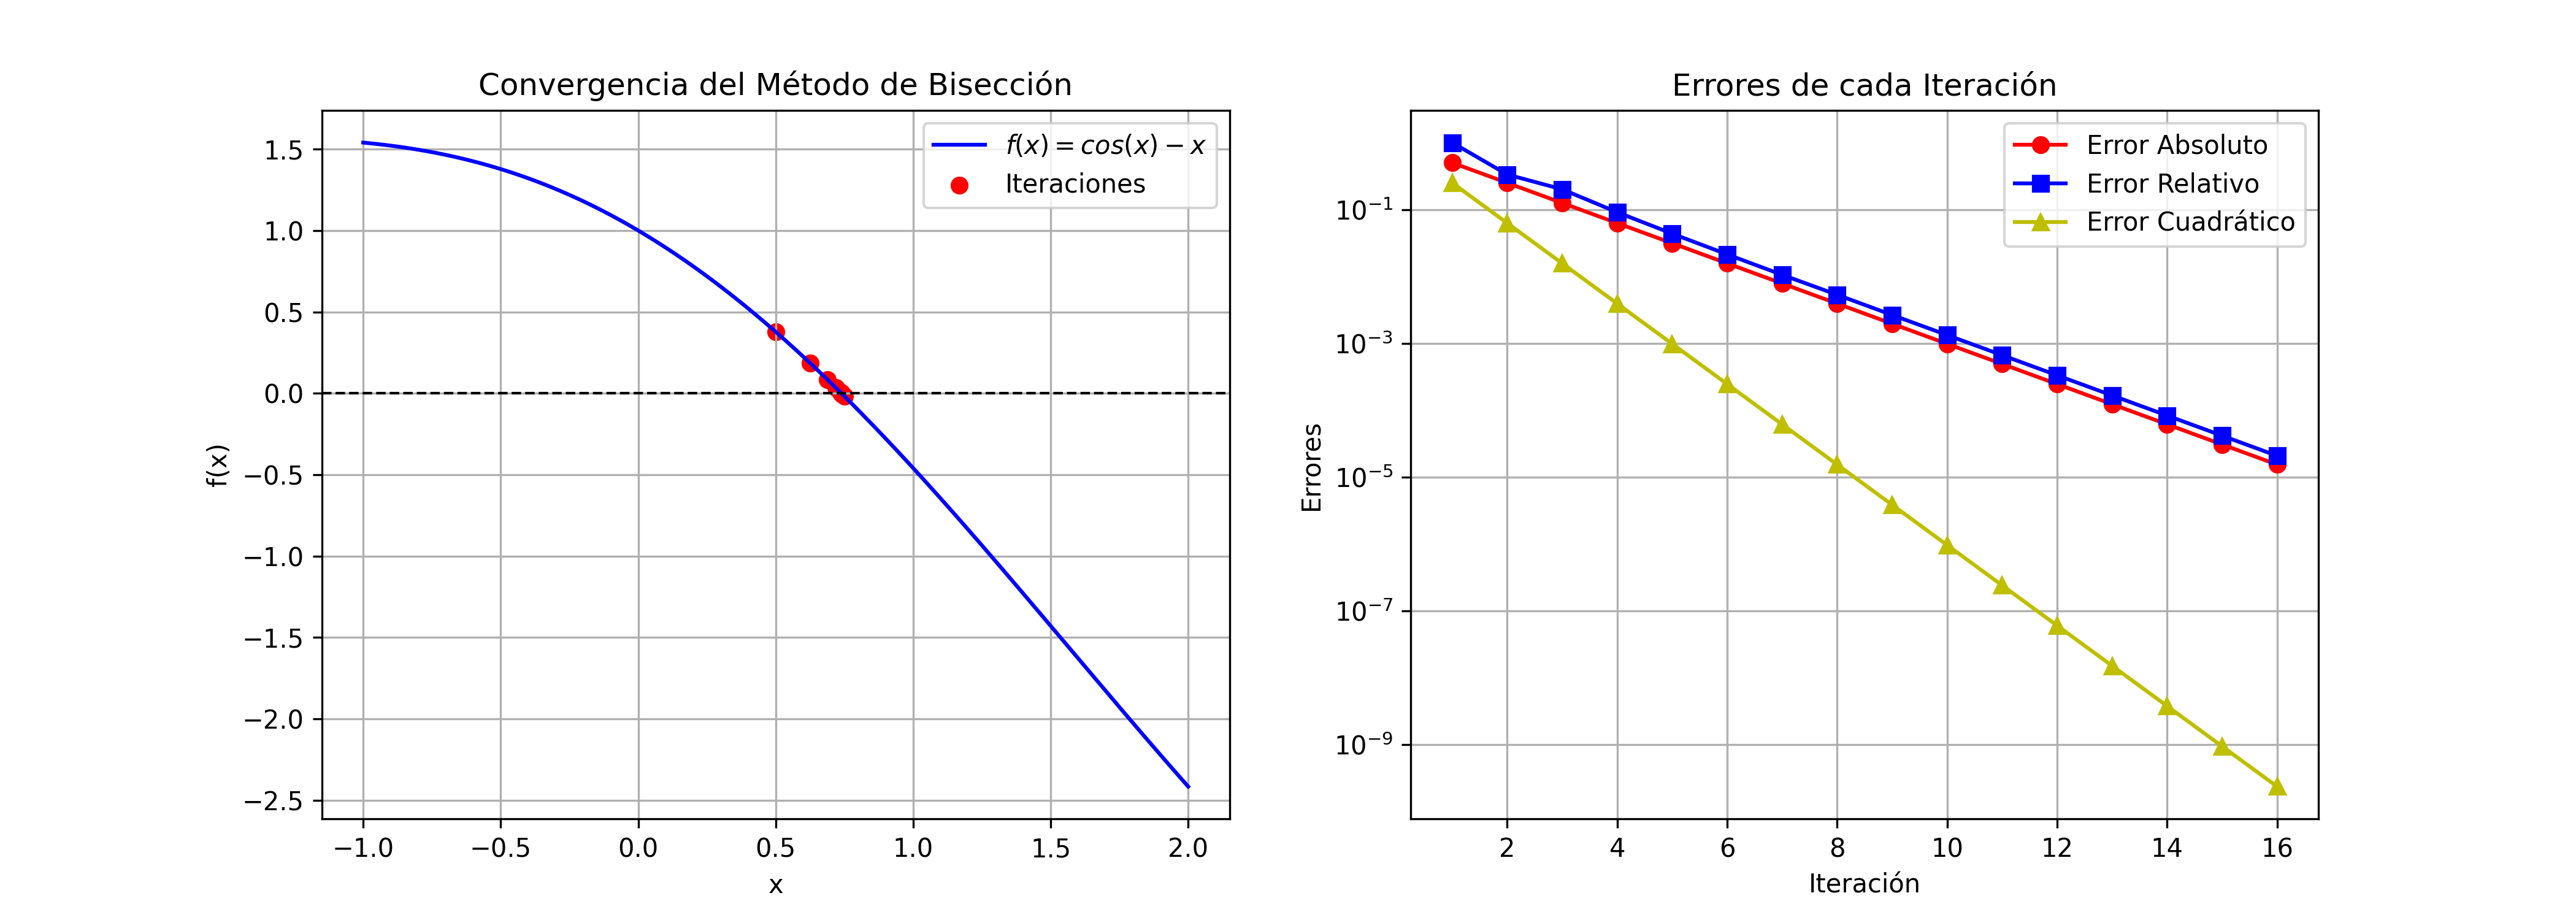 Convergencia del Método de Bisección
f(x) = cos(x) − x
Iteraciones
1.5
1.0
0.5
0.0
−0.5
−1.0
−1.5
−2.0
−2.5
f(x)
−1.0 −0.5 0.0 0.5 1.0 1.5 2.0
x
Errores de cada Iteración
Error Absoluto
Error Relativo
Error Cuadrático
10⁻¹
10⁻³
10⁻⁵
10⁻⁷
10⁻⁹
Errores
2 4 6 8 10 12 14 16
Iteración